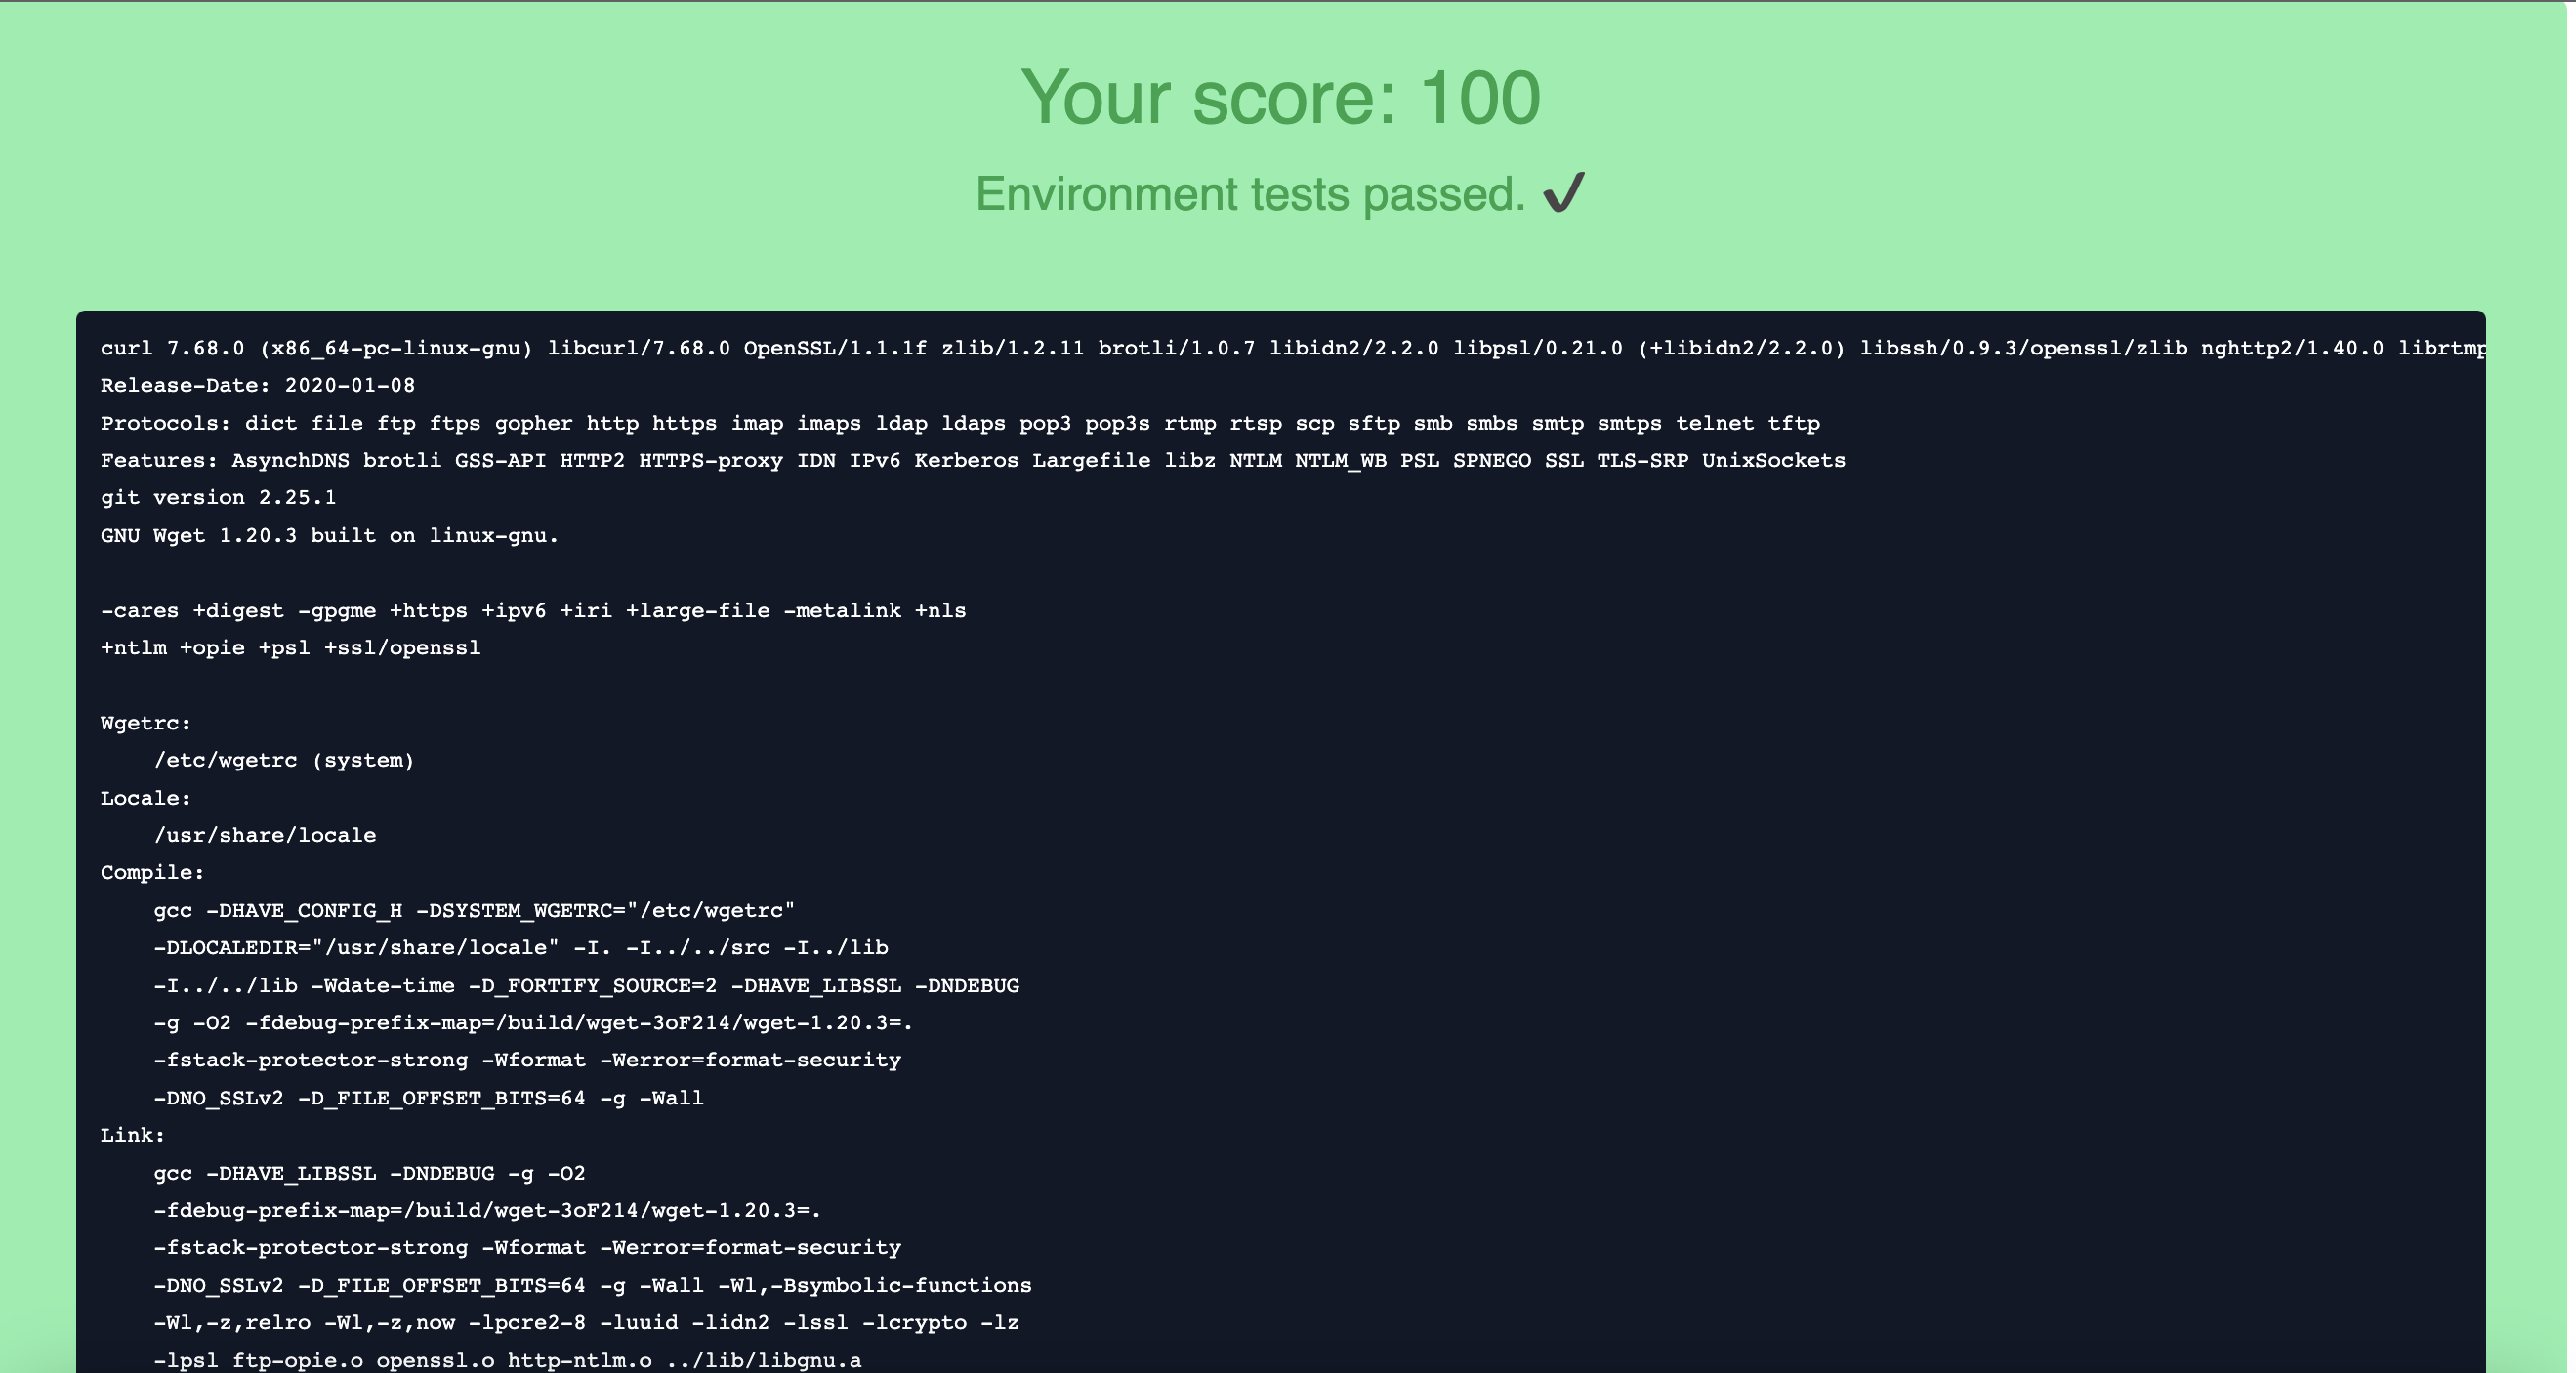 Your score: 100
Environment tests passed. ✔
curl 7.68.0 (x86_64-pc-linux-gnu) libcurl/7.68.0 OpenSSL/1.1.1f zlib/1.2.11 brotli/1.0.7 libidn2/2.2.0 libpsl/0.21.0 (+libidn2/2.2.0) libssh/0.9.3/openssl/zlib nghttp2/1.40.0 librtmp
Release-Date: 2020-01-08
Protocols: dict file ftp ftps gopher http https imap imaps ldap ldaps pop3 pop3s rtmp rtsp scp sftp smb smbs smtp smtps telnet tftp
Features: AsynchDNS brotli GSS-API HTTP2 HTTPS-proxy IDN IPv6 Kerberos Largefile libz NTLM NTLM_WB PSL SPNEGO SSL TLS-SRP UnixSockets
git version 2.25.1
GNU Wget 1.20.3 built on linux-gnu.
-cares +digest -gpgme +https +ipv6 +iri +large-file -metalink +nls
+ntlm +opie +psl +ssl/openssl
Wgetrc:
/etc/wgetrc (system)
Locale:
/usr/share/locale
Compile:
gcc -DHAVE_CONFIG_H -DSYSTEM_WGETRC="/etc/wgetrc"
-DLOCALEDIR="/usr/share/locale" -I. -I../../src -I../lib
-I../../lib -Wdate-time -D_FORTIFY_SOURCE=2 -DHAVE_LIBSSL -DNDEBUG
-g -O2 -fdebug-prefix-map=/build/wget-3oF214/wget-1.20.3=.
-fstack-protector-strong -Wformat -Werror=format-security
-DNO_SSLv2 -D_FILE_OFFSET_BITS=64 -g -Wall
Link:
gcc -DHAVE_LIBSSL -DNDEBUG -g -O2
-fdebug-prefix-map=/build/wget-3oF214/wget-1.20.3=.
-fstack-protector-strong -Wformat -Werror=format-security
-DNO_SSLv2 -D_FILE_OFFSET_BITS=64 -g -Wall -Wl,-Bsymbolic-functions
-Wl,-z,relro -Wl,-z,now -lpcre2-8 -luuid -lidn2 -lssl -lcrypto -lz
-lpsl ftp-opie.o openssl.o http-ntlm.o ../lib/libgnu.a